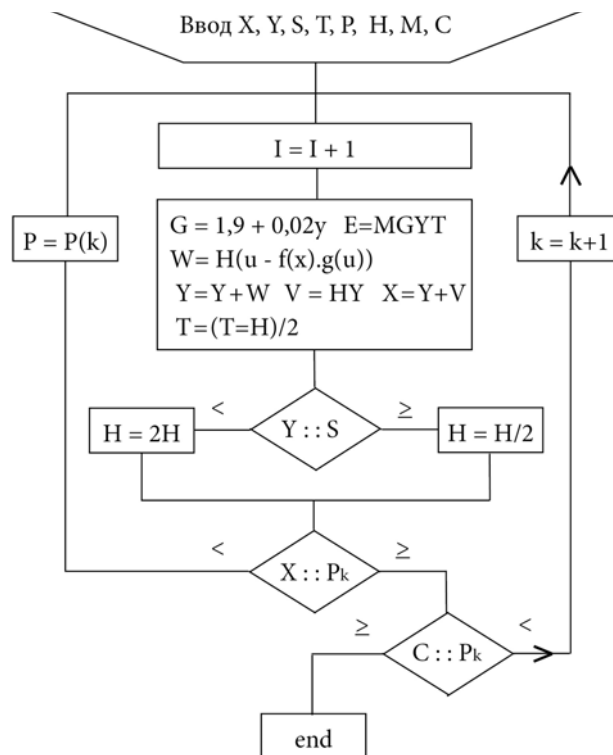 Ввод X, Y, S, T, P, H, M, C
I = I + 1
P = P(k)
G = 1,9 + 0,02y E=MGYT
W= H(u - f(x).g(u))
Y=Y+W V = HY X=Y+V
T=(T=H)/2
k = k+1
< ≥
H = 2H
Y : : S
H = H/2
< ≥
X : : Pk
≥ <
C : : Pk
end